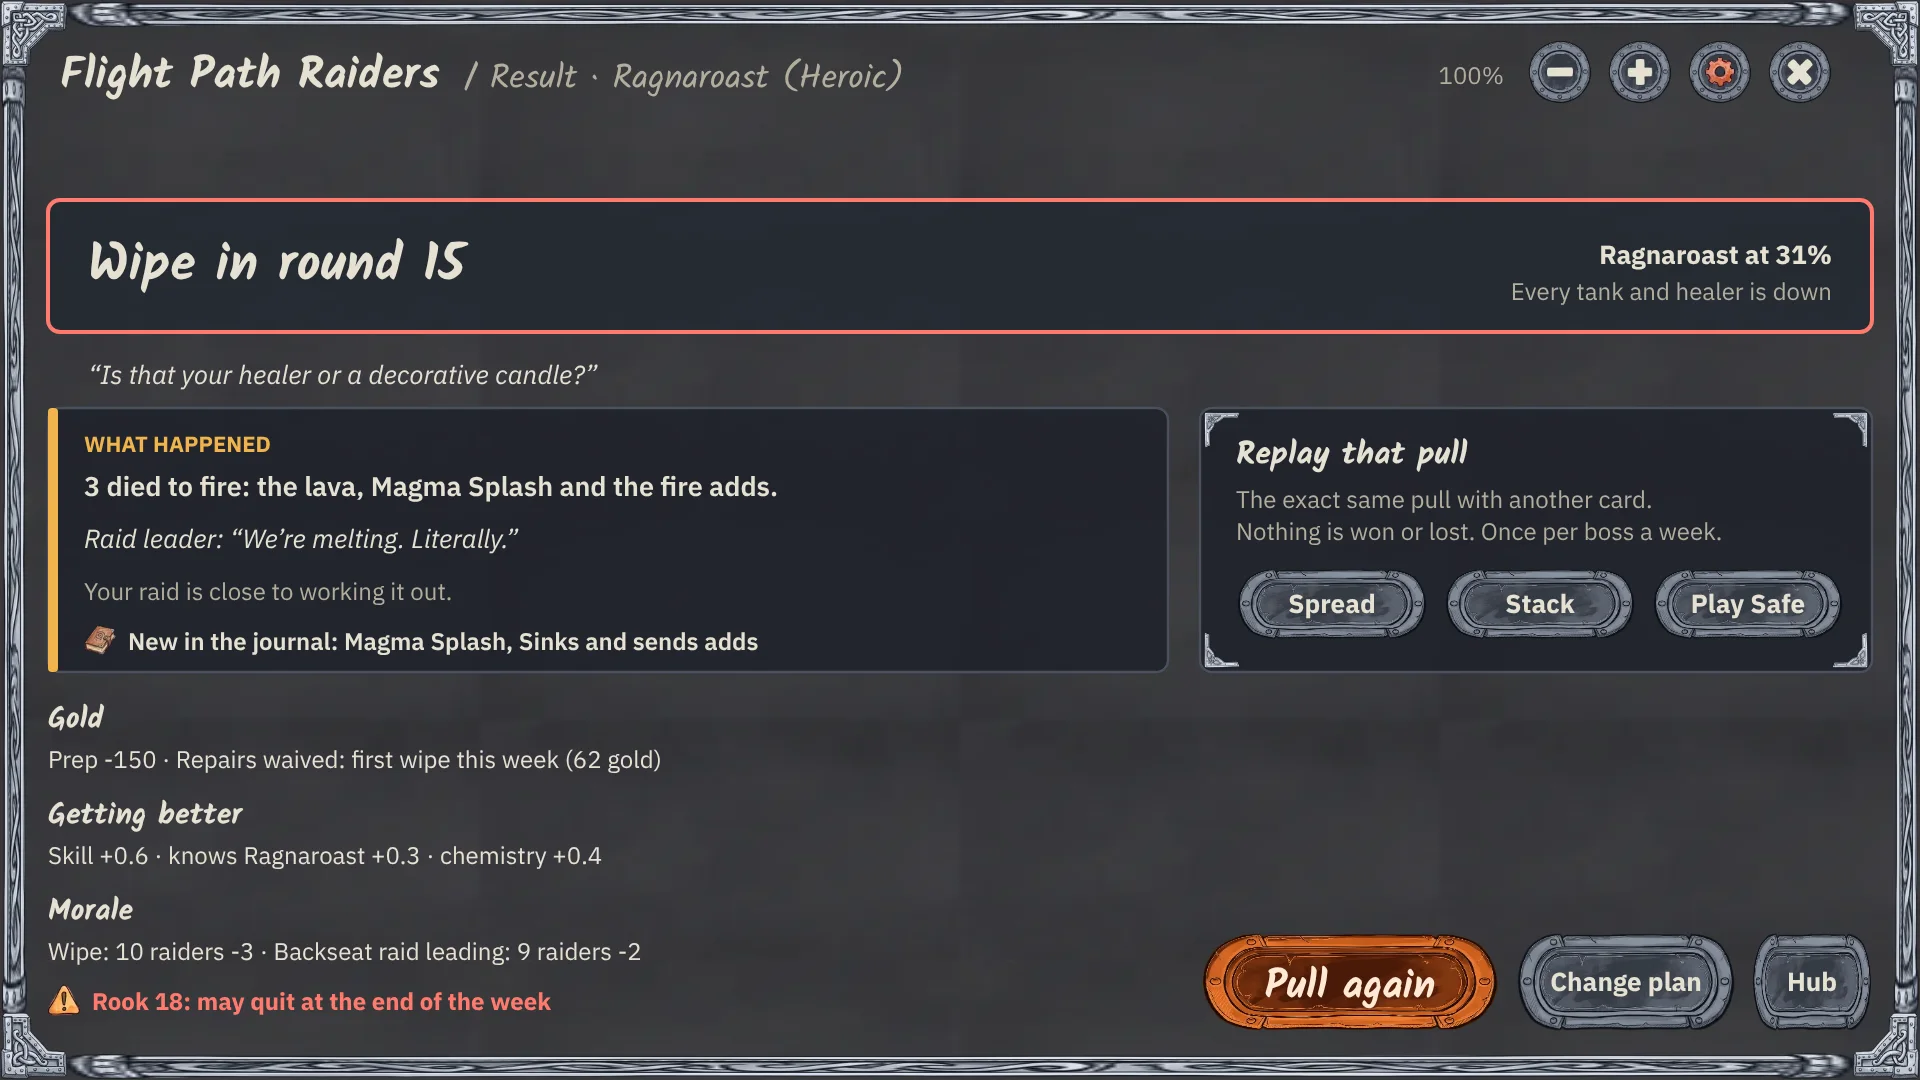 Flight Path Raiders / Result · Ragnaroast (Heroic)
100%
Wipe in round 15
Ragnaroast at 31%
Every tank and healer is down
“Is that your healer or a decorative candle?”
WHAT HAPPENED
3 died to fire: the lava, Magma Splash and the fire adds.
Raid leader: “We’re melting. Literally.”
Your raid is close to working it out.
New in the journal: Magma Splash, Sinks and sends adds
Replay that pull
The exact same pull with another card.
Nothing is won or lost. Once per boss a week.
Spread
Stack
Play Safe
Gold
Prep -150 · Repairs waived: first wipe this week (62 gold)
Getting better
Skill +0.6 · knows Ragnaroast +0.3 · chemistry +0.4
Morale
Wipe: 10 raiders -3 · Backseat raid leading: 9 raiders -2
Rook 18: may quit at the end of the week
Pull again
Change plan
Hub